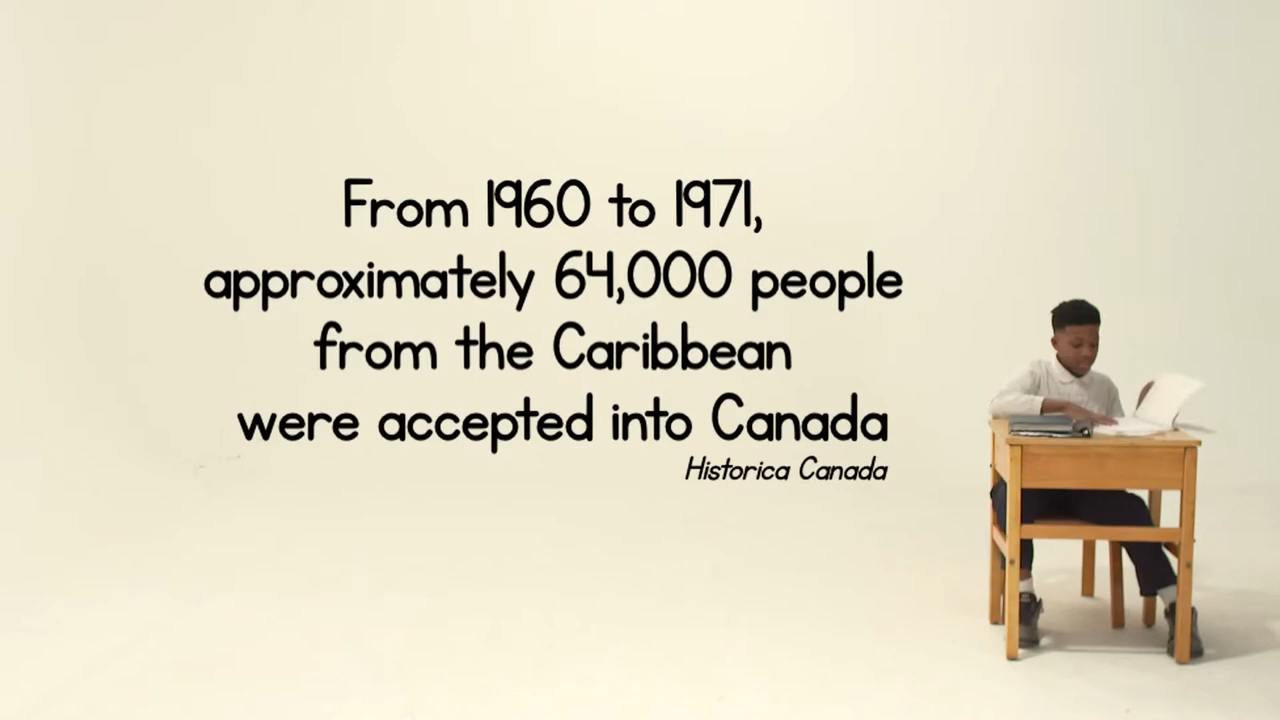 From 1960 to 1971,
approximately 64,000 people
from the Caribbean
were accepted into Canada
Historica Canada